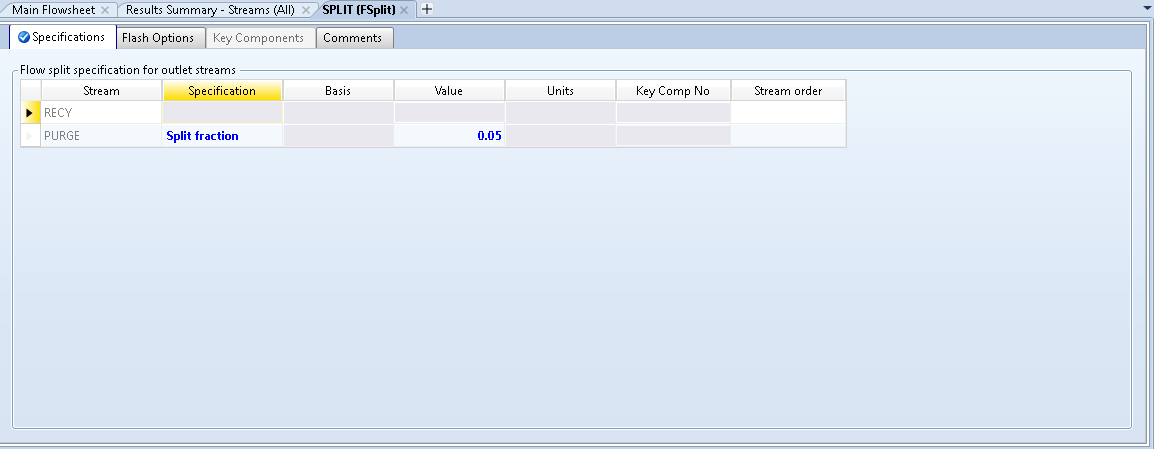 Main Flowsheet × Results Summary - Streams (All) × SPLIT (FSplit) × +
Specifications Flash Options Key Components Comments
Flow split specification for outlet streams
Stream Specification Basis Value Units Key Comp No Stream order
RECY
PURGE Split fraction 0.05